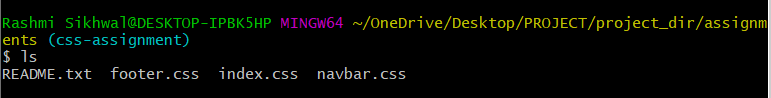 Rashmi Sikhwal@DESKTOP-IPBK5HP MINGW64 ~/OneDrive/Desktop/PROJECT/project_dir/assignm
ents (css-assignment)
$ ls
README.txt  footer.css  index.css  navbar.css